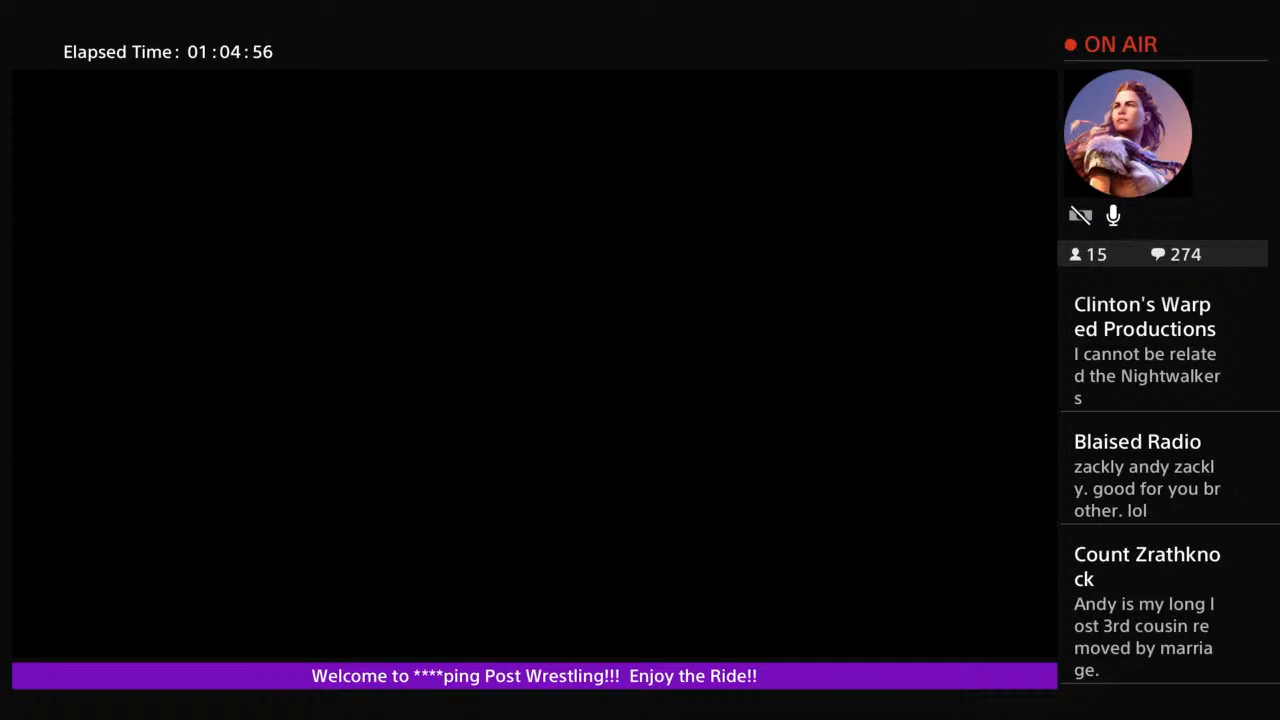 Elapsed Time: 01:04:56
ON AIR
15 274
Clinton's Warp
ed Productions
I cannot be relate
d the Nightwalker
s
Blaised Radio
zackly andy zackl
y. good for you br
other. lol
Count Zrathkno
ck
Andy is my long l
ost 3rd cousin re
moved by marria
ge.
Welcome to ****ping Post Wrestling!!! Enjoy the Ride!!